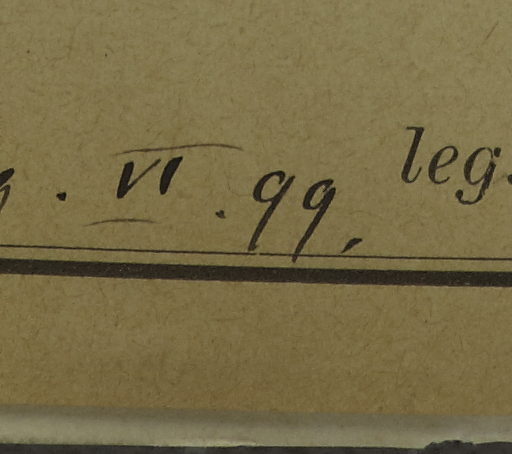 . VI . 99, leg.